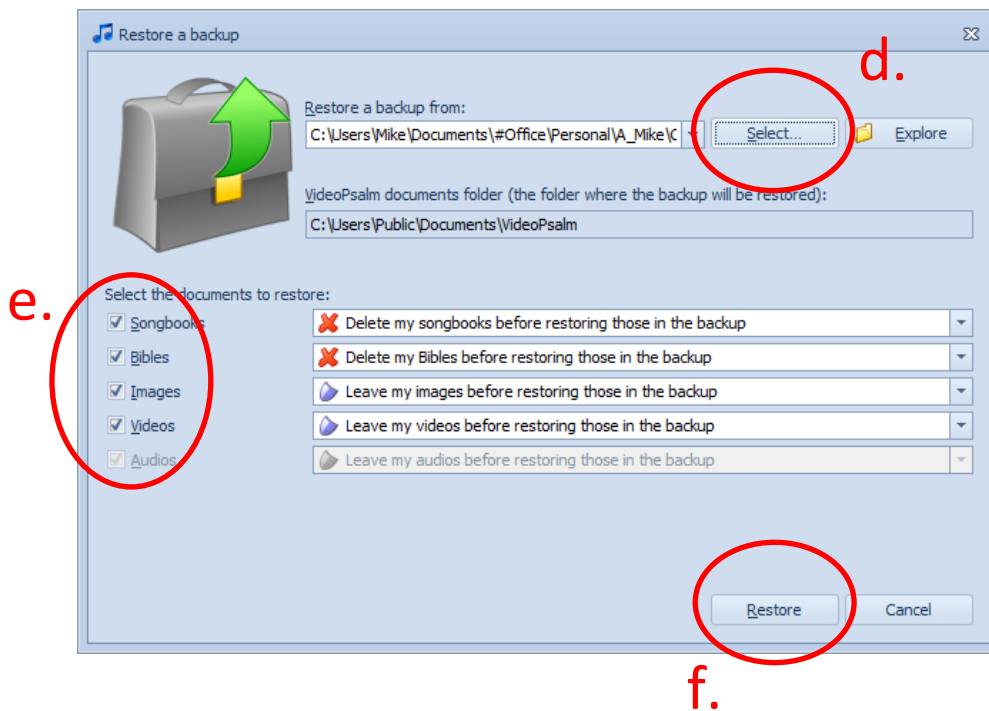 Restore a backup
d.
Restore a backup from:
C:\Users\Mike\Documents\#Office\Personal\A_Mike\C
Select...
Explore
VideoPsalm documents folder (the folder where the backup will be restored):
C:\Users\Public\Documents\VideoPsalm
e.
Select the documents to restore:
Songbooks Delete my songbooks before restoring those in the backup
Bibles Delete my Bibles before restoring those in the backup
Images Leave my images before restoring those in the backup
Videos Leave my videos before restoring those in the backup
Audios Leave my audios before restoring those in the backup
Restore Cancel
f.